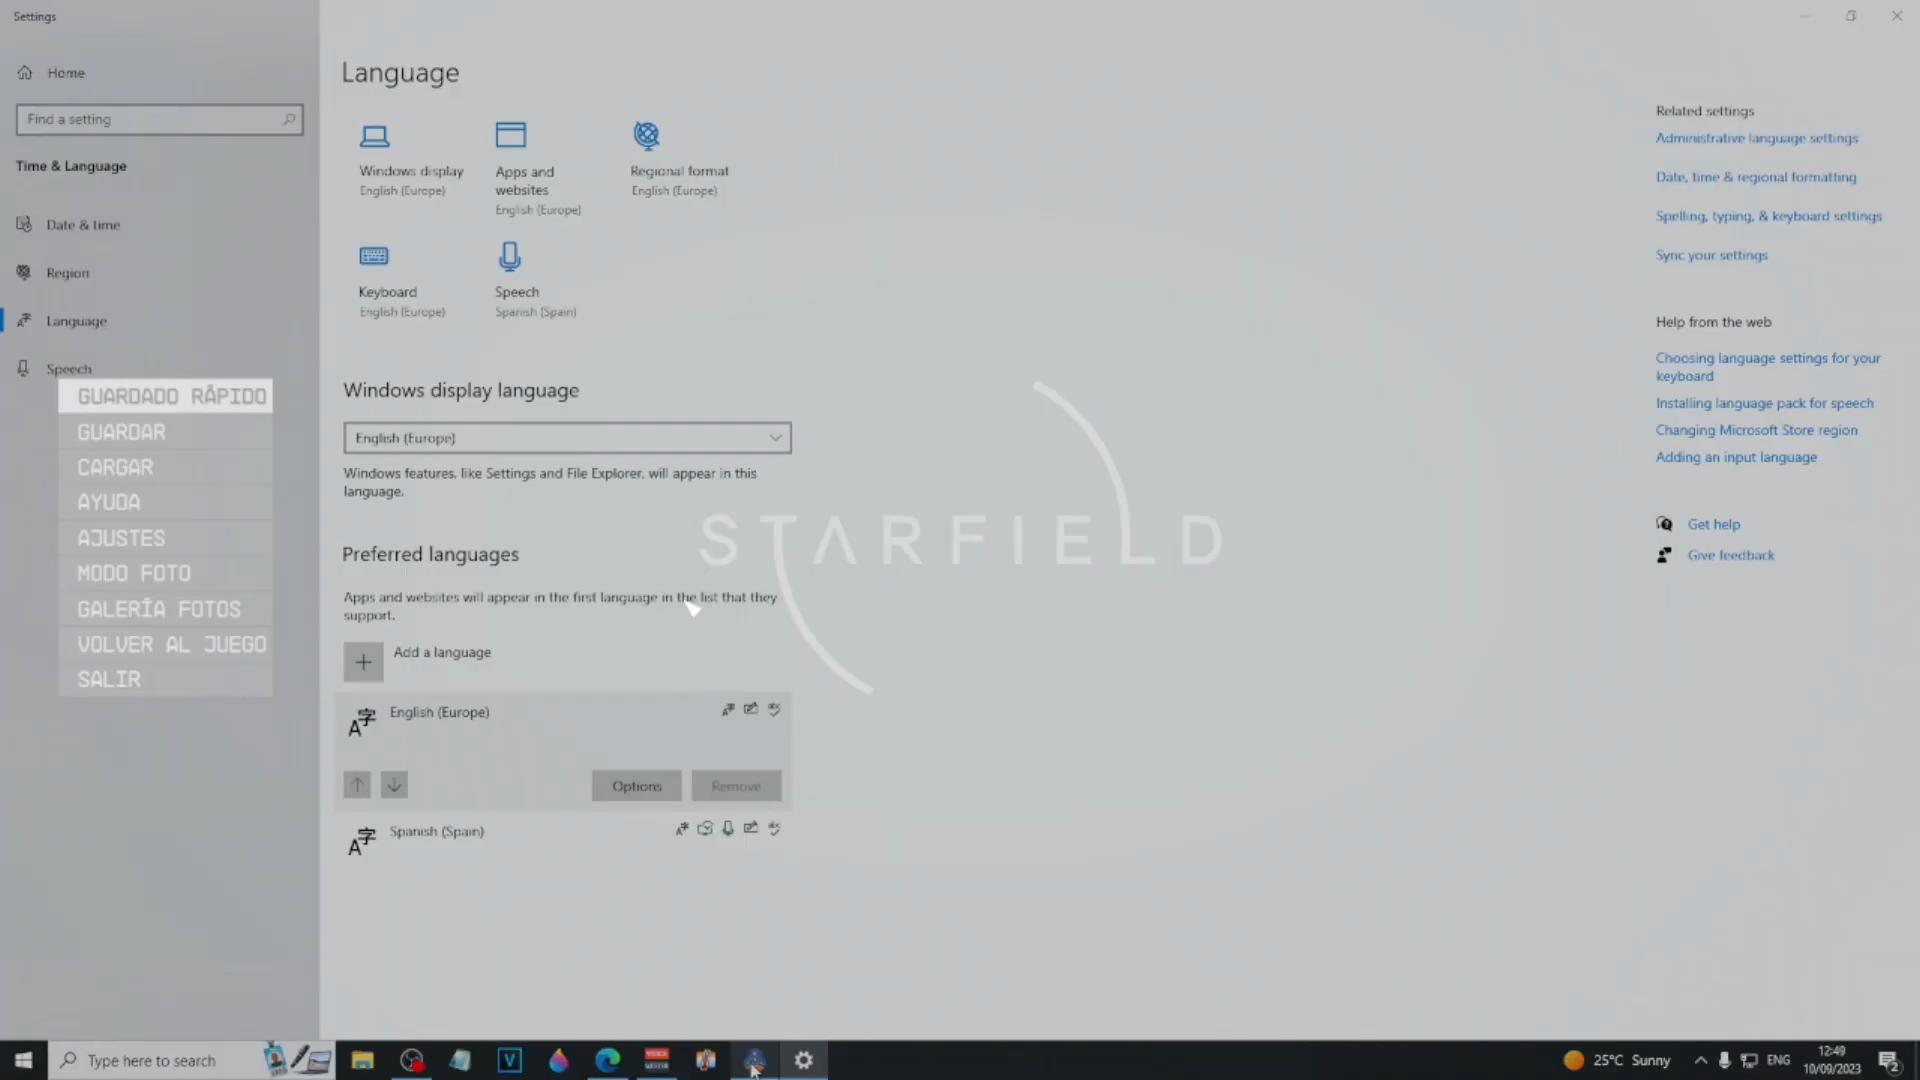 Settings
Home
Find a setting
Time & Language
Date & time
Region
Language
Speech
GUARDADO RÁPIDO
GUARDAR
CARGAR
AYUDA
AJUSTES
MODO FOTO
GALERÍA FOTOS
VOLVER AL JUEGO
SALIR
Language
Windows display
English (Europe)
Apps and
websites
English (Europe)
Regional format
English (Europe)
Keyboard
English (Europe)
Speech
Spanish (Spain)
Windows display language
English (Europe)
Windows features, like Settings and File Explorer, will appear in this
language.
STARFIELD
Preferred languages
Apps and websites will appear in the first language in the list that they
support.
Add a language
English (Europe)
Options
Remove
Spanish (Spain)
Related settings
Administrative language settings
Date, time & regional formatting
Spelling, typing, & keyboard settings
Sync your settings
Help from the web
Choosing language settings for your
keyboard
Installing language pack for speech
Changing Microsoft Store region
Adding an input language
Get help
Give feedback
Type here to search
25°C Sunny
ENG
12:49
10/09/2023
2